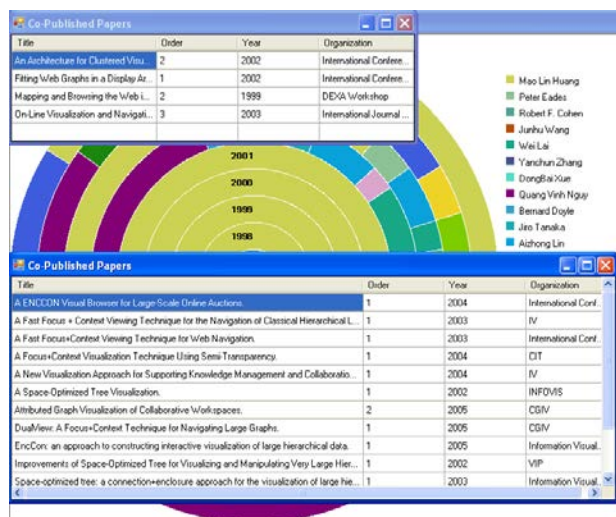 Co-Published Papers
Title Order Year Organization
An Architecture for Clustered Visu... 2 2002 International Confere...
Fitting Web Graphs in a Display Ar... 1 2002 International Confere...
Mapping and Browsing the Web i... 2 1999 DEXA Workshop
On-Line Visualization and Navigati... 3 2003 International Journal ...
Mao Lin Huang
Peter Eades
Robert F. Cohen
Junhu Wang
Wei Lai
Yanchun Zhang
DongBai Xue
Quang Vinh Nguy
Bernard Doyle
Jiro Tanaka
Aizhong Lin
2001
2000
1999
1998
Co-Published Papers
Title Order Year Organization
A ENCCON Visual Browser for Large-Scale Online Auctions. 1 2004 International Conf...
A Fast Focus + Context Viewing Technique for the Navigation of Classical Hierarchical L... 1 2003 IV
A Fast Focus+Context Viewing Technique for Web Navigation. 1 2003 International Conf...
A Focus+Context Visualization Technique Using Semi-Transparency. 1 2004 CIT
A New Visualization Approach for Supporting Knowledge Management and Collaboratio... 1 2004 IV
A Space-Optimized Tree Visualization. 1 2002 INFOVIS
Attributed Graph Visualization of Collaborative Workspaces. 2 2005 CGIV
DualView: A Focus+Context Technique for Navigating Large Graphs. 1 2005 CGIV
EncCon: an approach to constructing interactive visualization of large hierarchical data. 1 2005 Information Visual...
Improvements of Space-Optimized Tree for Visualizing and Manipulating Very Large Hier... 1 2002 VIP
Space-optimized tree: a connection+enclosure approach for the visualization of large hie... 1 2003 Information Visual...